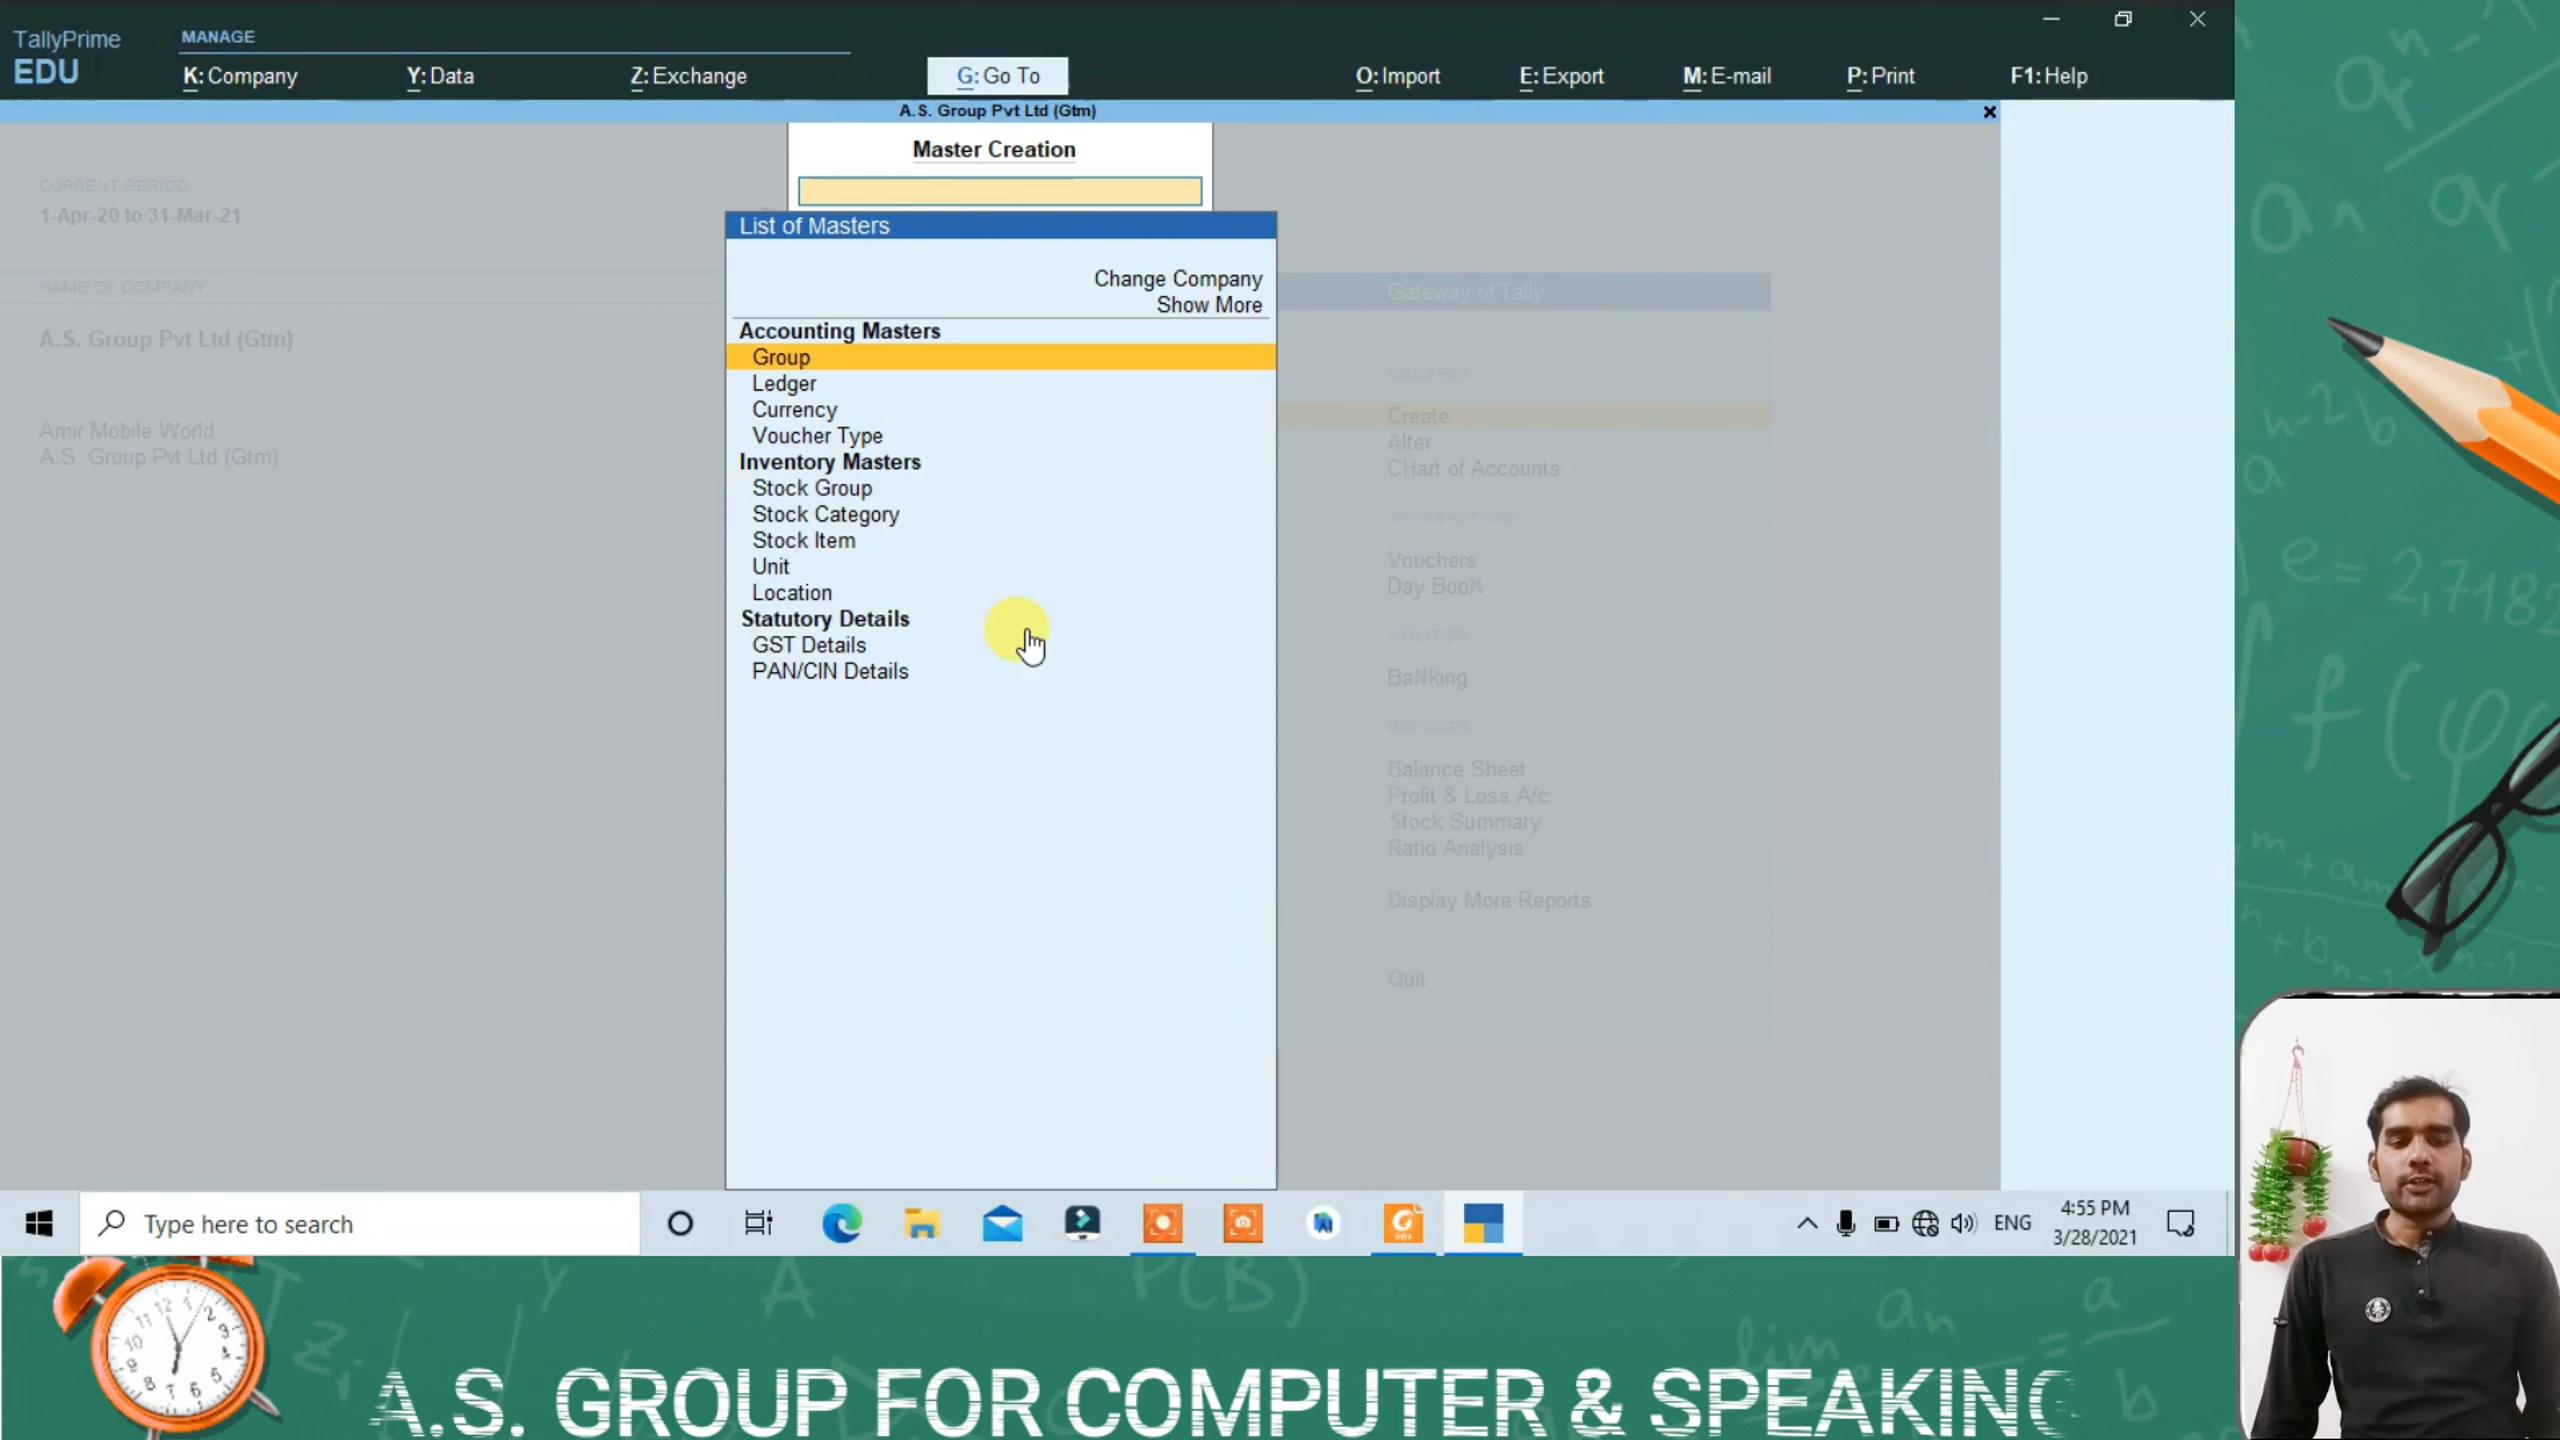 TallyPrime
EDU
MANAGE
K: Company
Y: Data
Z: Exchange
G: Go To
O: Import
E: Export
M: E-mail
P: Print
F1: Help
A.S. Group Pvt Ltd (Gtm)
Master Creation
CURRENT PERIOD
1-Apr-20 to 31-Mar-21
NAME OF COMPANY
A.S. Group Pvt Ltd (Gtm)
Amir Mobile World
A.S. Group Pvt Ltd (Gtm)
List of Masters
Change Company
Show More
Accounting Masters
Group
Ledger
Currency
Voucher Type
Inventory Masters
Stock Group
Stock Category
Stock Item
Unit
Location
Statutory Details
GST Details
PAN/CIN Details
Gateway of Tally
MASTERS
Create
Alter
CHart of Accounts
TRANSACTIONS
Vouchers
Day BooK
UTILITIES
BaNking
REPORTS
Balance Sheet
Profit & Loss A/c
Stock Summary
Ratio Analysis
Display More Reports
Quit
Type here to search
ENG
4:55 PM
3/28/2021
A.S. GROUP FOR COMPUTER & SPEAKING